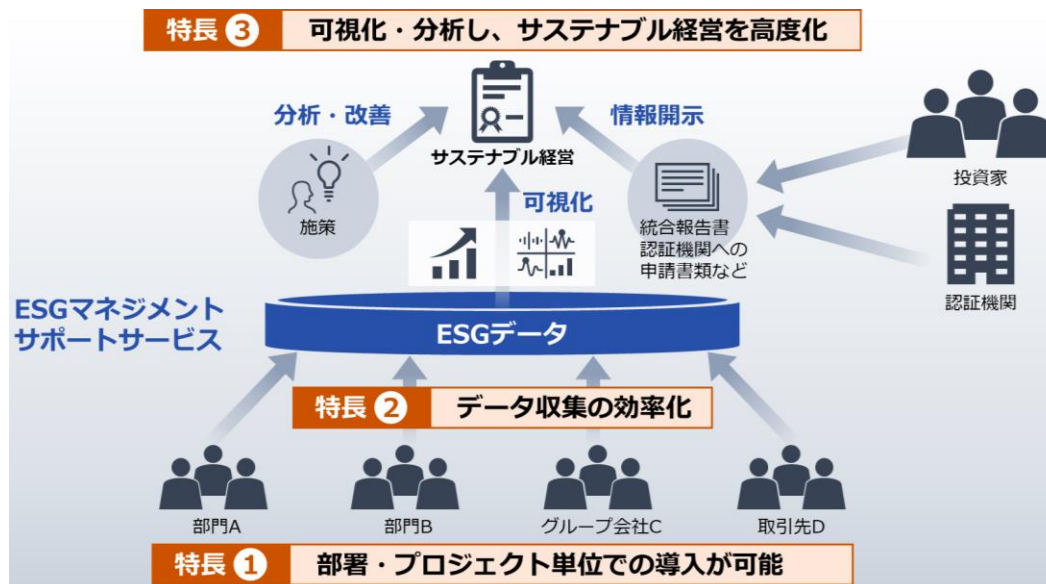 特長 ③ 可視化・分析し、サステナブル経営を高度化
分析・改善
情報開示
サステナブル経営
投資家
可視化
施策
統合報告書
認証機関への
申請書類など
認証機関
ESGマネジメント
サポートサービス
ESGデータ
特長 ② データ収集の効率化
部門A
部門B
グループ会社C
取引先D
特長 ① 部署・プロジェクト単位での導入が可能